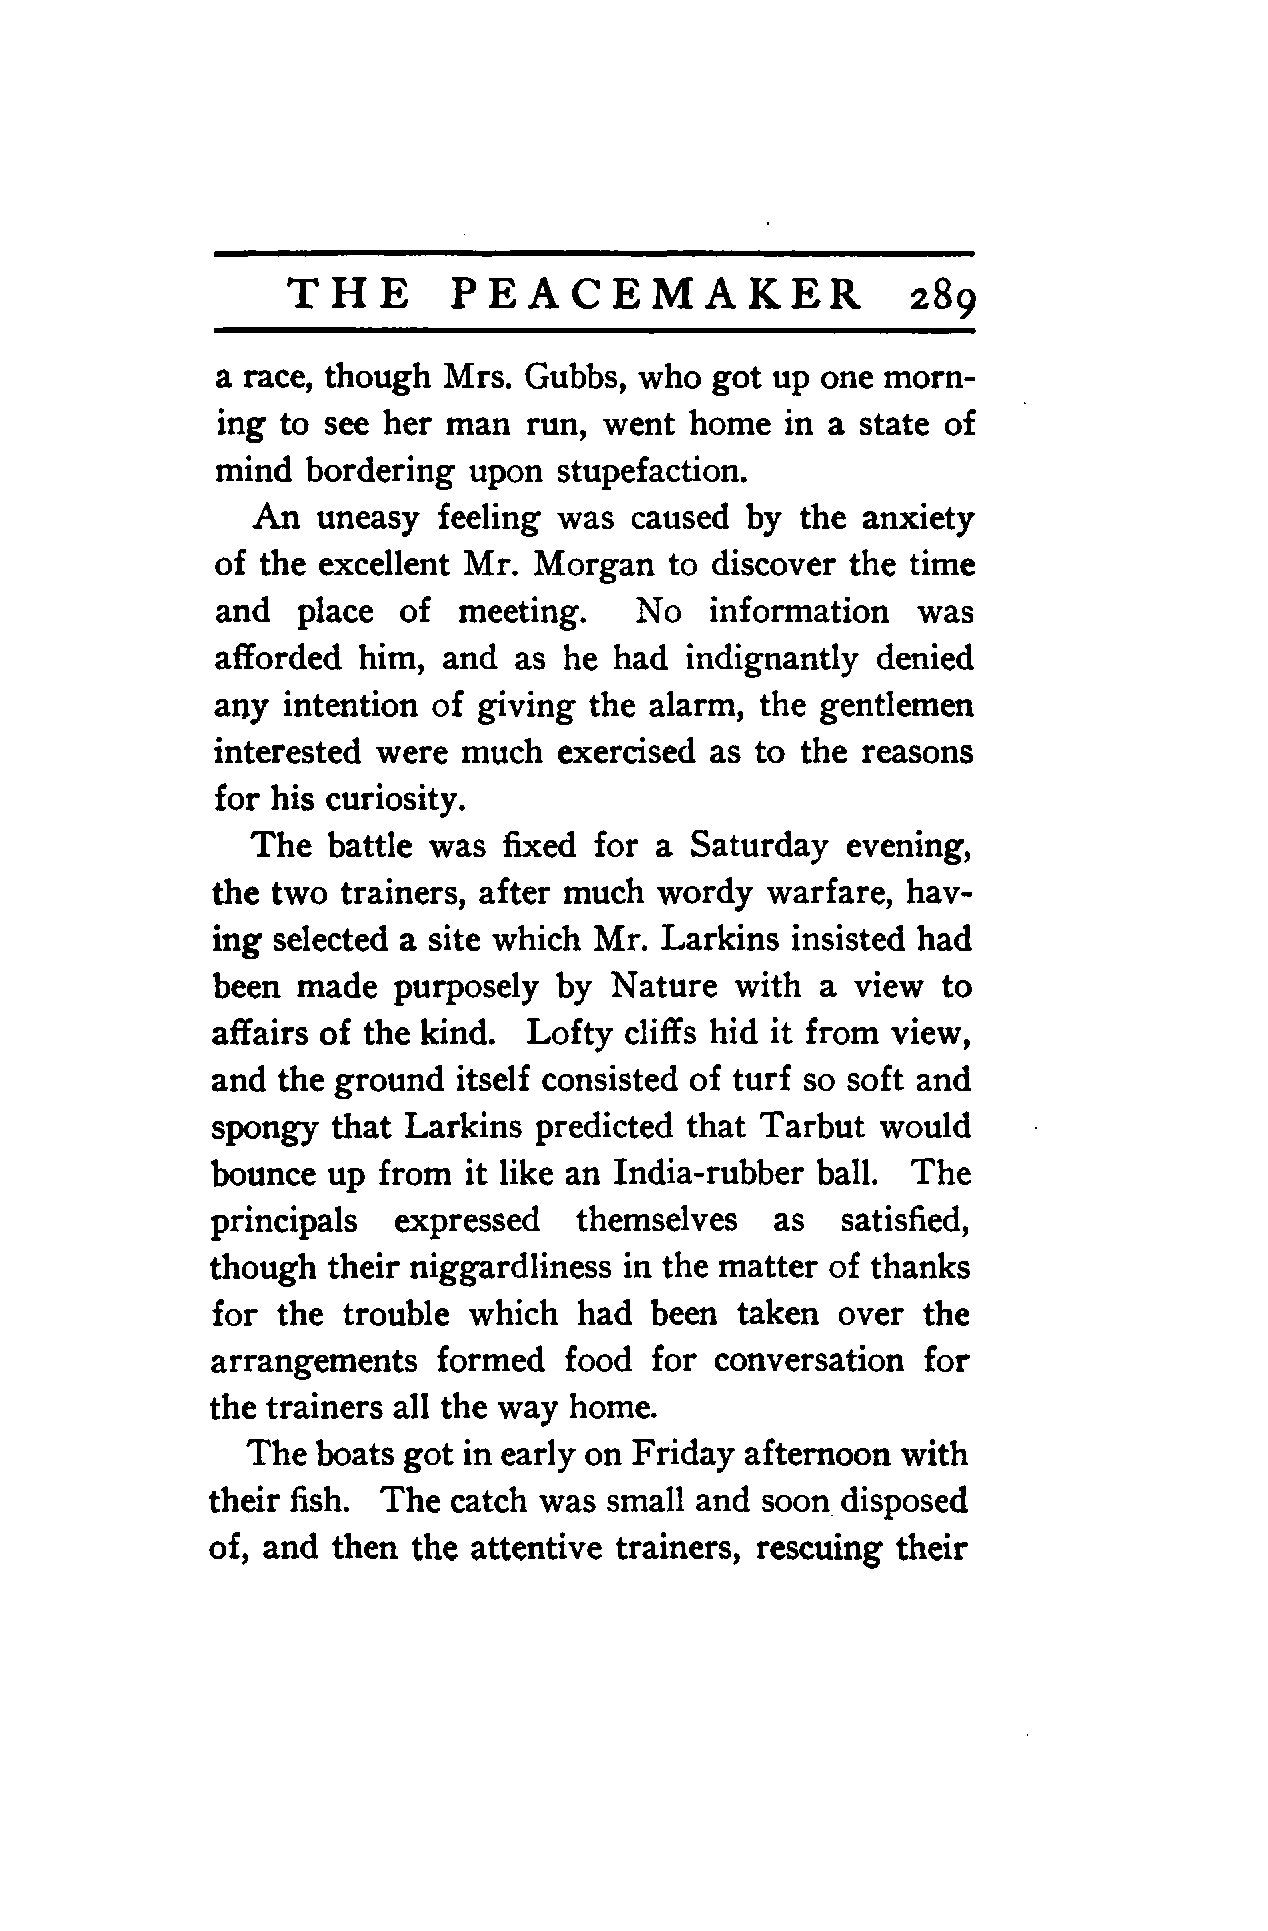 THE PEACEMAKER 289
a race, though Mrs. Gubbs, who got up one morn-
ing to see her man run, went home in a state of
mind bordering upon stupefaction.
An uneasy feeling was caused by the anxiety
of the excellent Mr. Morgan to discover the time
and place of meeting. No information was
afforded him, and as he had indignantly denied
any intention of giving the alarm, the gentlemen
interested were much exercised as to the reasons
for his curiosity.
The battle was fixed for a Saturday evening,
the two trainers, after much wordy warfare, hav-
ing selected a site which Mr. Larkins insisted had
been made purposely by Nature with a view to
affairs of the kind. Lofty cliffs hid it from view,
and the ground itself consisted of turf so soft and
spongy that Larkins predicted that Tarbut would
bounce up from it like an India-rubber ball. The
principals expressed themselves as satisfied,
though their niggardliness in the matter of thanks
for the trouble which had been taken over the
arrangements formed food for conversation for
the trainers all the way home.
The boats got in early on Friday afternoon with
their fish. The catch was small and soon disposed
of, and then the attentive trainers, rescuing their